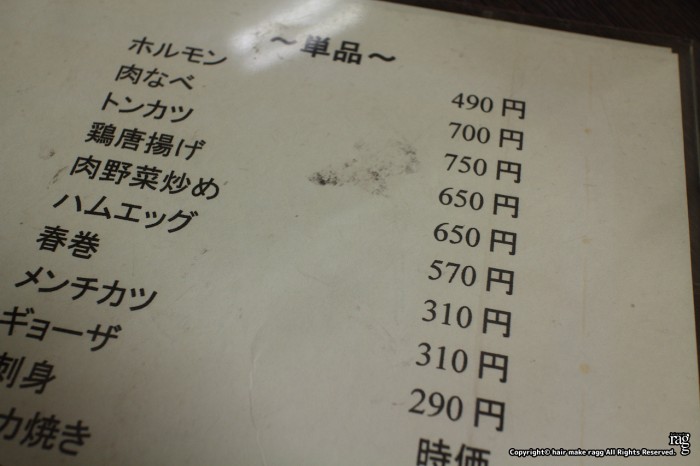 ～単品～
ホルモン 490円
肉なべ 700円
トンカツ 750円
鶏唐揚げ 650円
肉野菜炒め 650円
ハムエッグ 570円
春巻 310円
メンチカツ 310円
ギョーザ 290円
刺身 時価
カ焼き
rag
Copyright© hair make ragg All Rights Reserved.